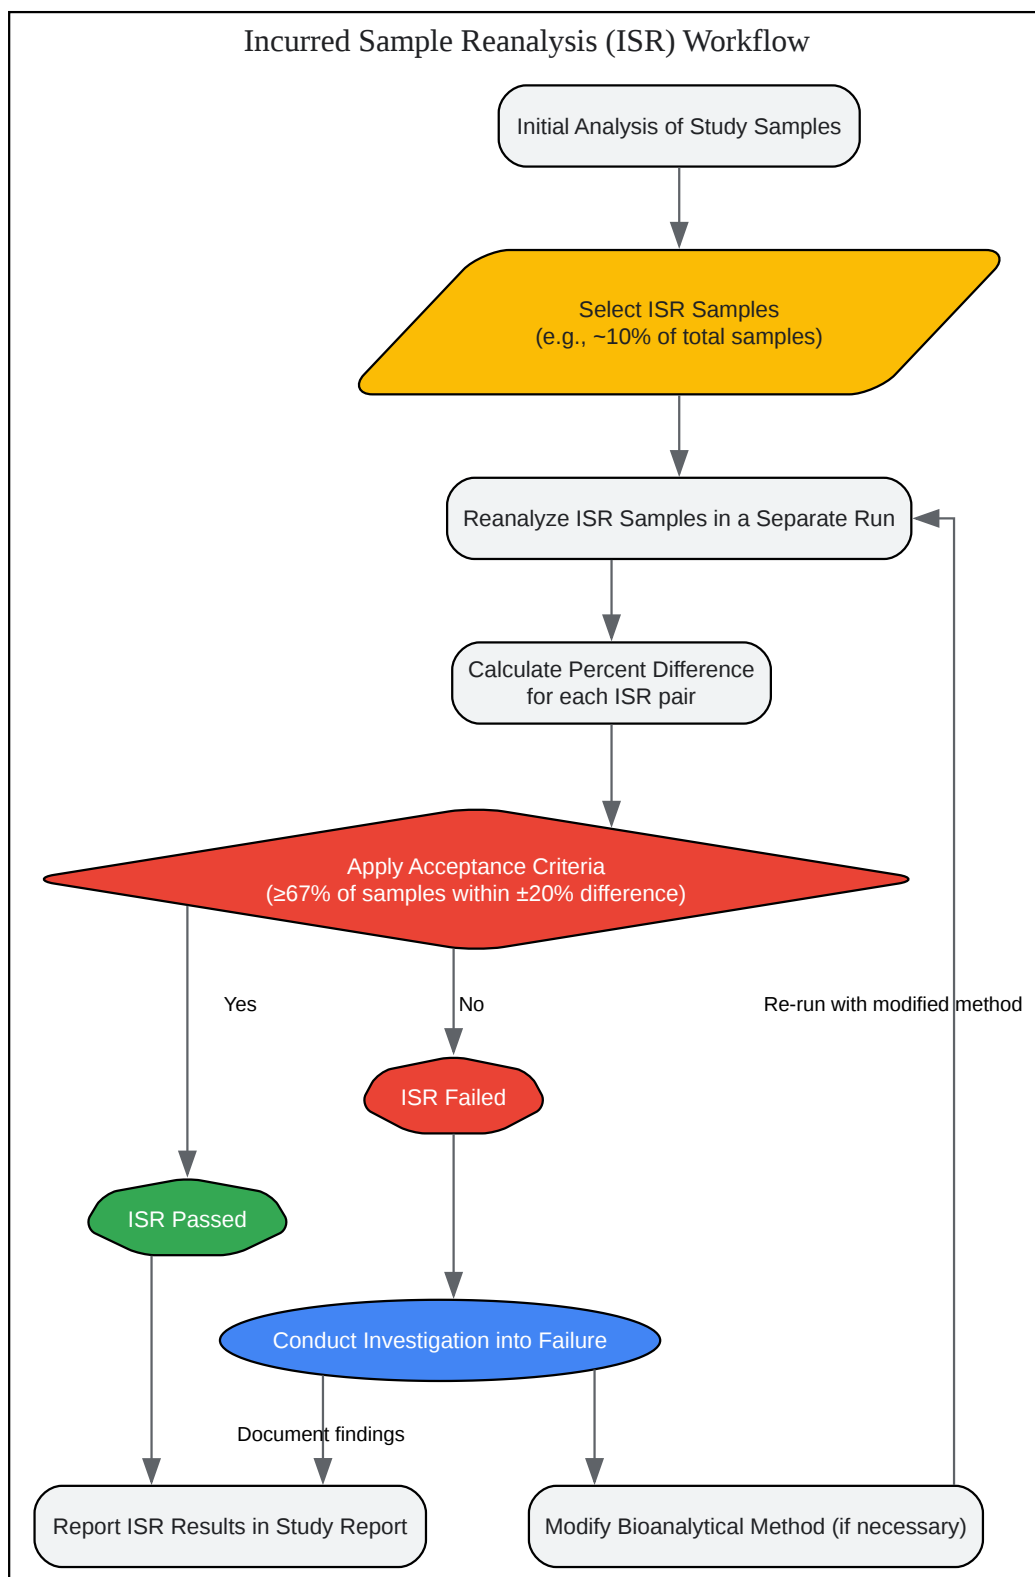 Incurred Sample Reanalysis (ISR) Workflow
Initial Analysis of Study Samples
Select ISR Samples
(e.g., ~10% of total samples)
Reanalyze ISR Samples in a Separate Run
Calculate Percent Difference
for each ISR pair
Apply Acceptance Criteria
(≥67% of samples within ±20% difference)
Yes
No
Re-run with modified method
ISR Failed
ISR Passed
Conduct Investigation into Failure
Document findings
Report ISR Results in Study Report
Modify Bioanalytical Method (if necessary)